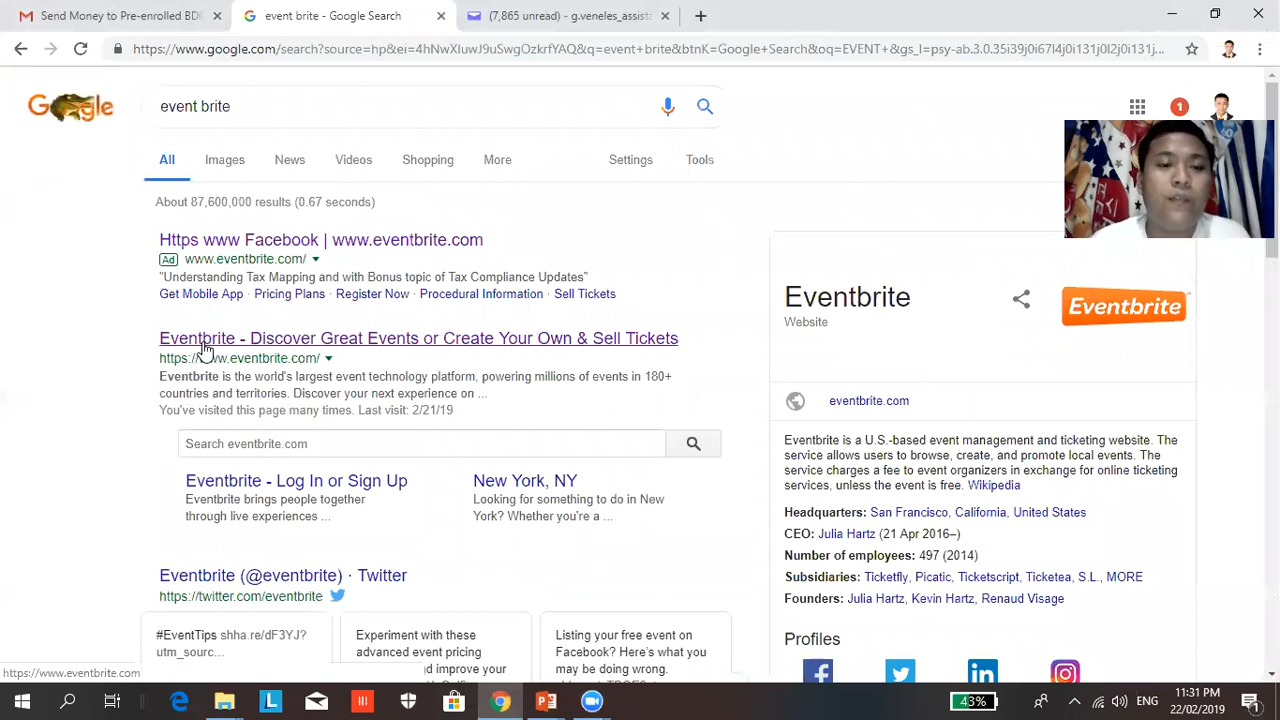 Send Money to Pre-enrolled BD
event brite - Google Search
(7,865 unread) - g.veneles_assist
https://www.google.com/search?source=hp&ei=
&q=event+brite&btnK=Google+Search&oq=EVENT+&gs_l=psy-ab.3.0.
Google
event brite
1
All
Images
News
Videos
Shopping
More
Settings
Tools
About 87,600,000 results (0.67 seconds)
Https www Facebook | www.eventbrite.com
Ad www.eventbrite.com/
"Understanding Tax Mapping and with Bonus topic of Tax Compliance Updates"
Get Mobile App · Pricing Plans · Register Now · Procedural Information · Sell Tickets
Eventbrite - Discover Great Events or Create Your Own & Sell Tickets
https://www.eventbrite.com/
Eventbrite is the world's largest event technology platform, powering millions of events in 180+
countries and territories. Discover your next experience on ...
You've visited this page many times. Last visit: 2/21/19
Search eventbrite.com
Eventbrite - Log In or Sign Up
Eventbrite brings people together
through live experiences ...
New York, NY
Looking for something to do in New
York? Whether you're a ...
Eventbrite (@eventbrite) · Twitter
https://twitter.com/eventbrite
#EventTips shha.re/dF3YJ?
utm_sourc...
Experiment with these
advanced event pricing
d improve your
Listing your free event on
Facebook? Here's what you
may be doing wrong.
Eventbrite
Website
Eventbrite
eventbrite.com
Eventbrite is a U.S.-based event management and ticketing website. The
service allows users to browse, create, and promote local events. The
service charges a fee to event organizers in exchange for online ticketing
services, unless the event is free. Wikipedia
Headquarters: San Francisco, California, United States
CEO: Julia Hartz (21 Apr 2016–)
Number of employees: 497 (2014)
Subsidiaries: Ticketfly, Picatic, Ticketscript, Ticketea, S.L., MORE
Founders: Julia Hartz, Kevin Hartz, Renaud Visage
Profiles
https://www.eventbrite.com
43%
11:31 PM
22/02/2019
1